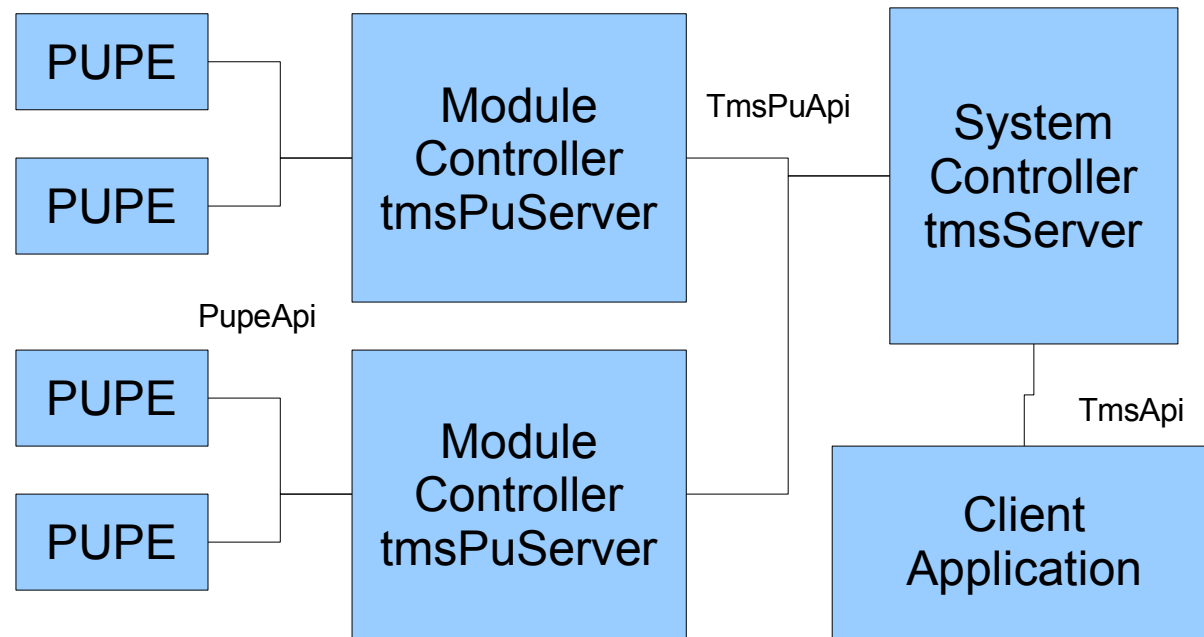 PUPE
PUPE
Module
Controller
tmsPuServer
TmsPuApi
System
Controller
tmsServer
PupeApi
PUPE
PUPE
Module
Controller
tmsPuServer
TmsApi
Client
Application